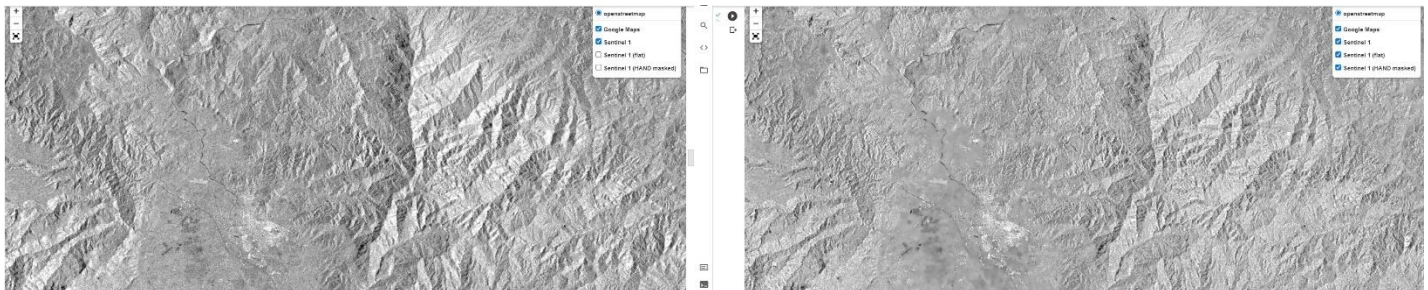 +
−
openstreetmap
Google Maps
Sentinel 1
Sentinel 1 (flat)
Sentinel 1 (HAND masked)
+
−
openstreetmap
Google Maps
Sentinel 1
Sentinel 1 (flat)
Sentinel 1 (HAND masked)